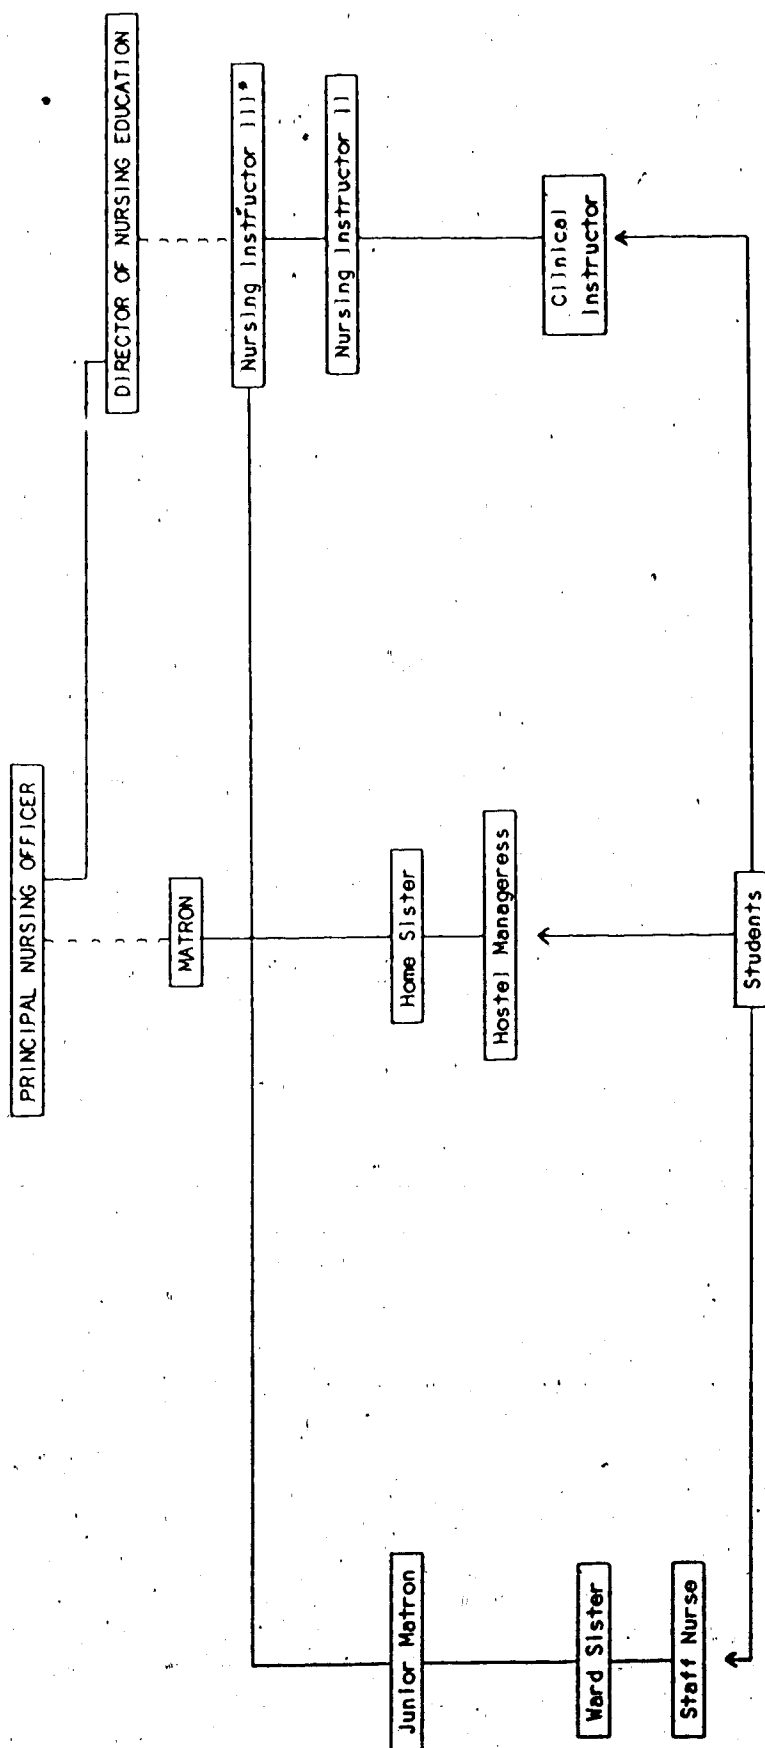 PRINCIPAL NURSING OFFICER
DIRECTOR OF NURSING EDUCATION
MATRON
Nursing Instructor III*
Nursing Instructor II
Junior Matron
Home Sister
Hostel Manageress
Clinical
Instructor
Ward Sister
Staff Nurse
Students